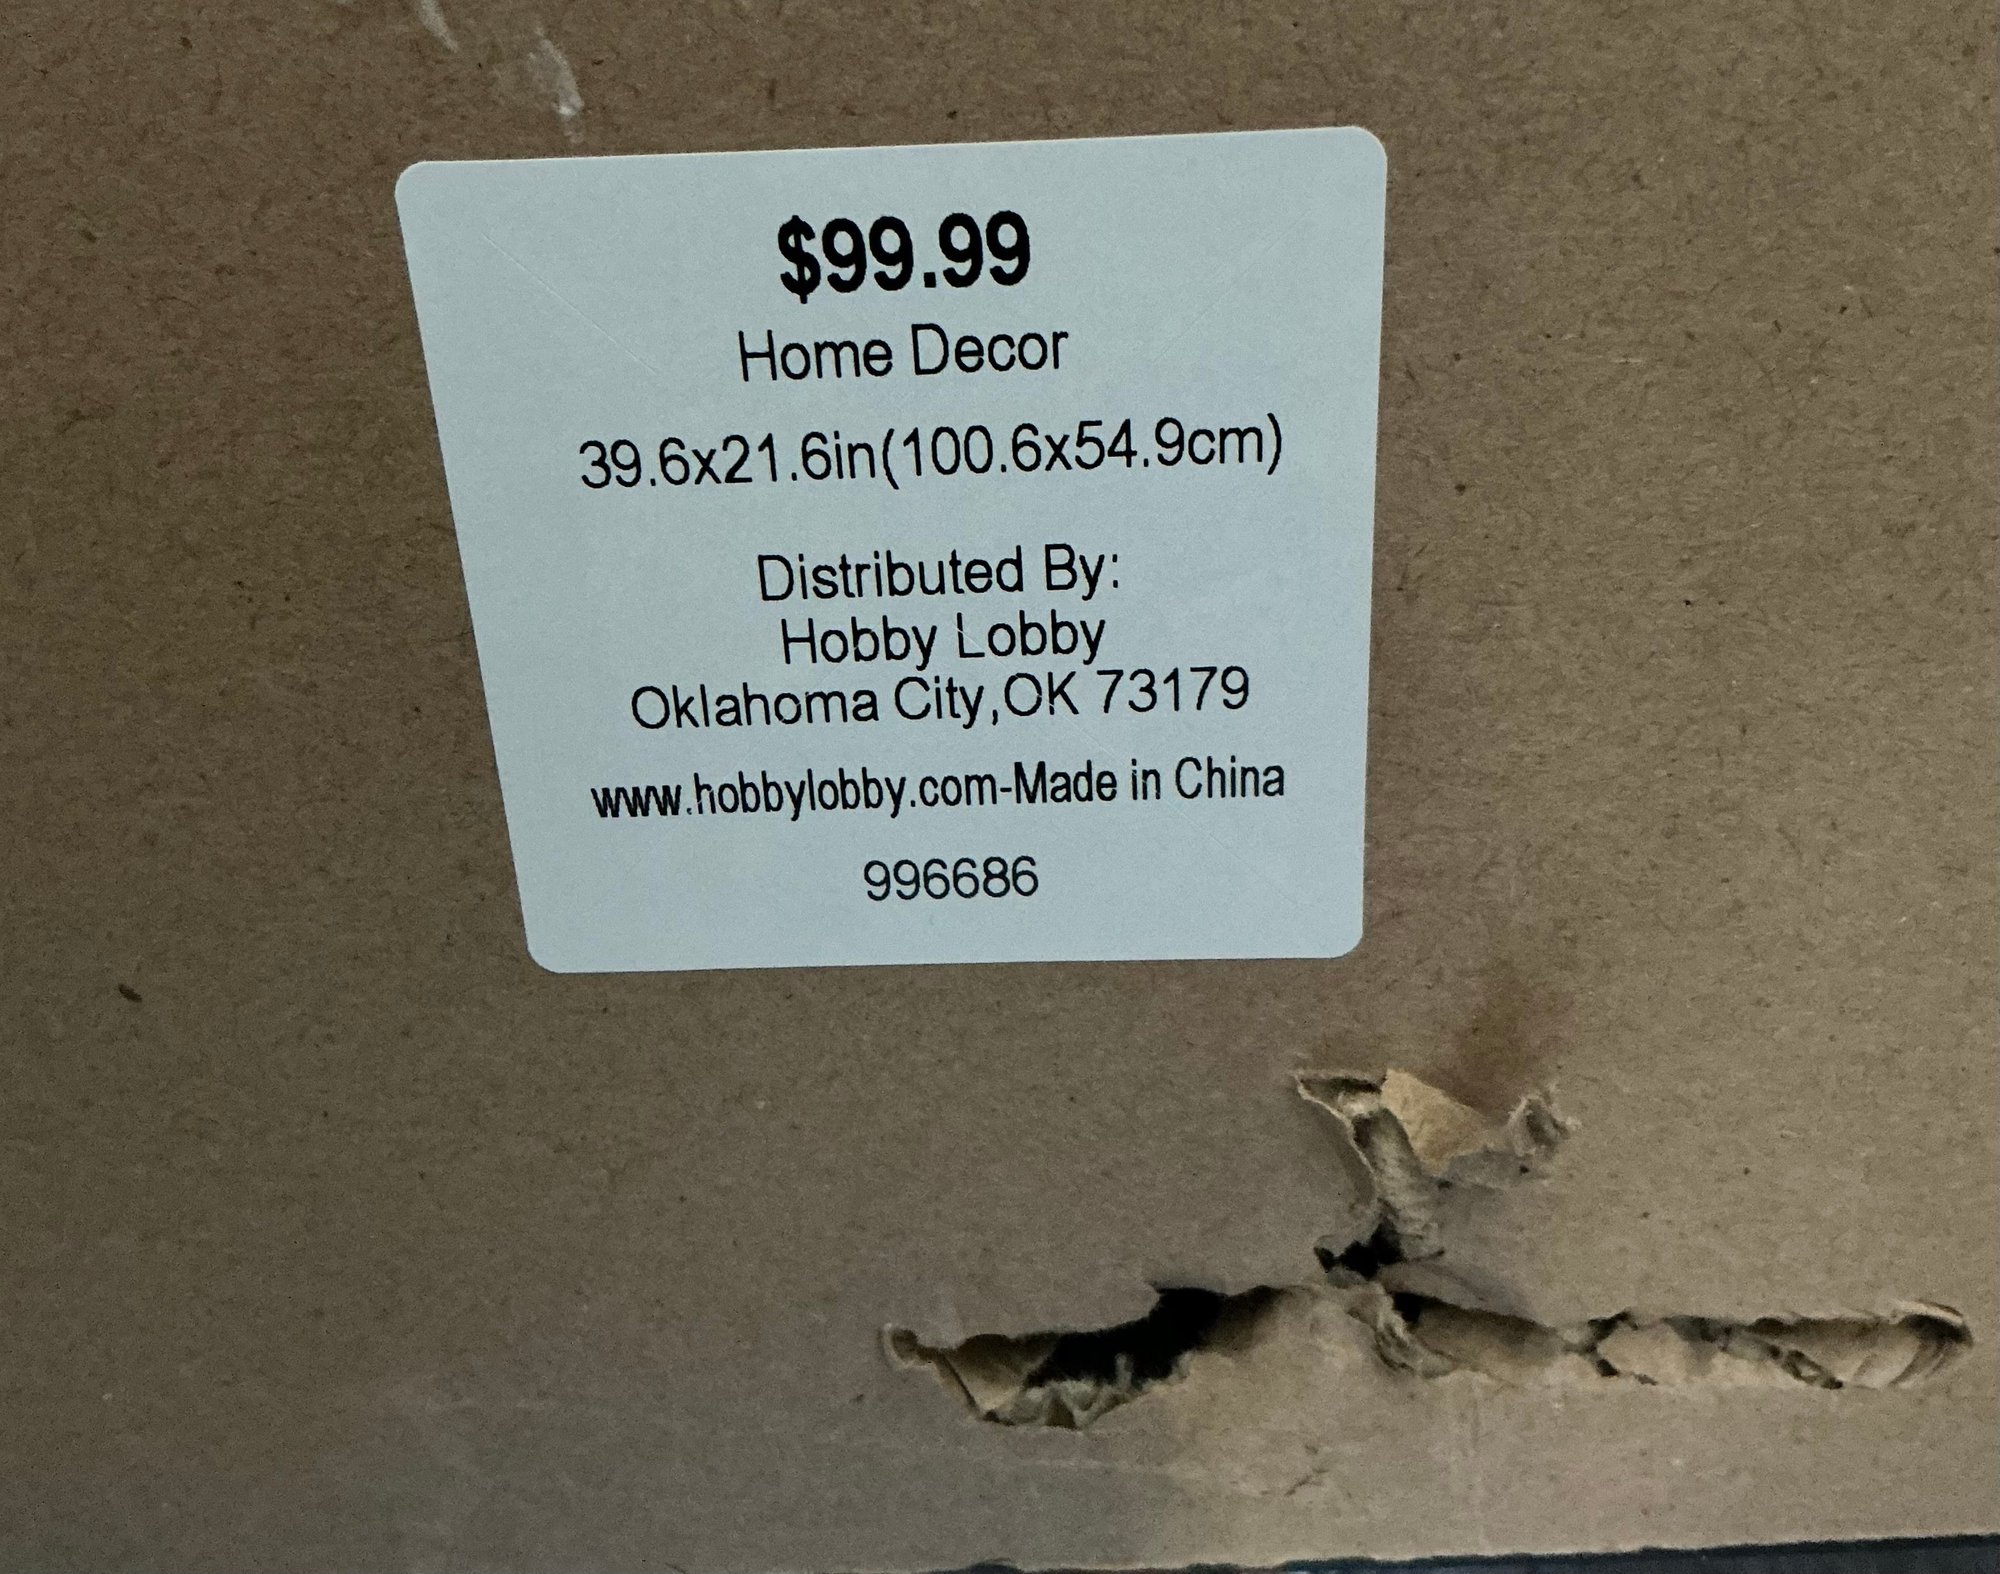 $99.99
Home Decor
39.6x21.6in(100.6x54.9cm)
Distributed By:
Hobby Lobby
Oklahoma City,OK 73179
www.hobbylobby.com-Made in China
996686